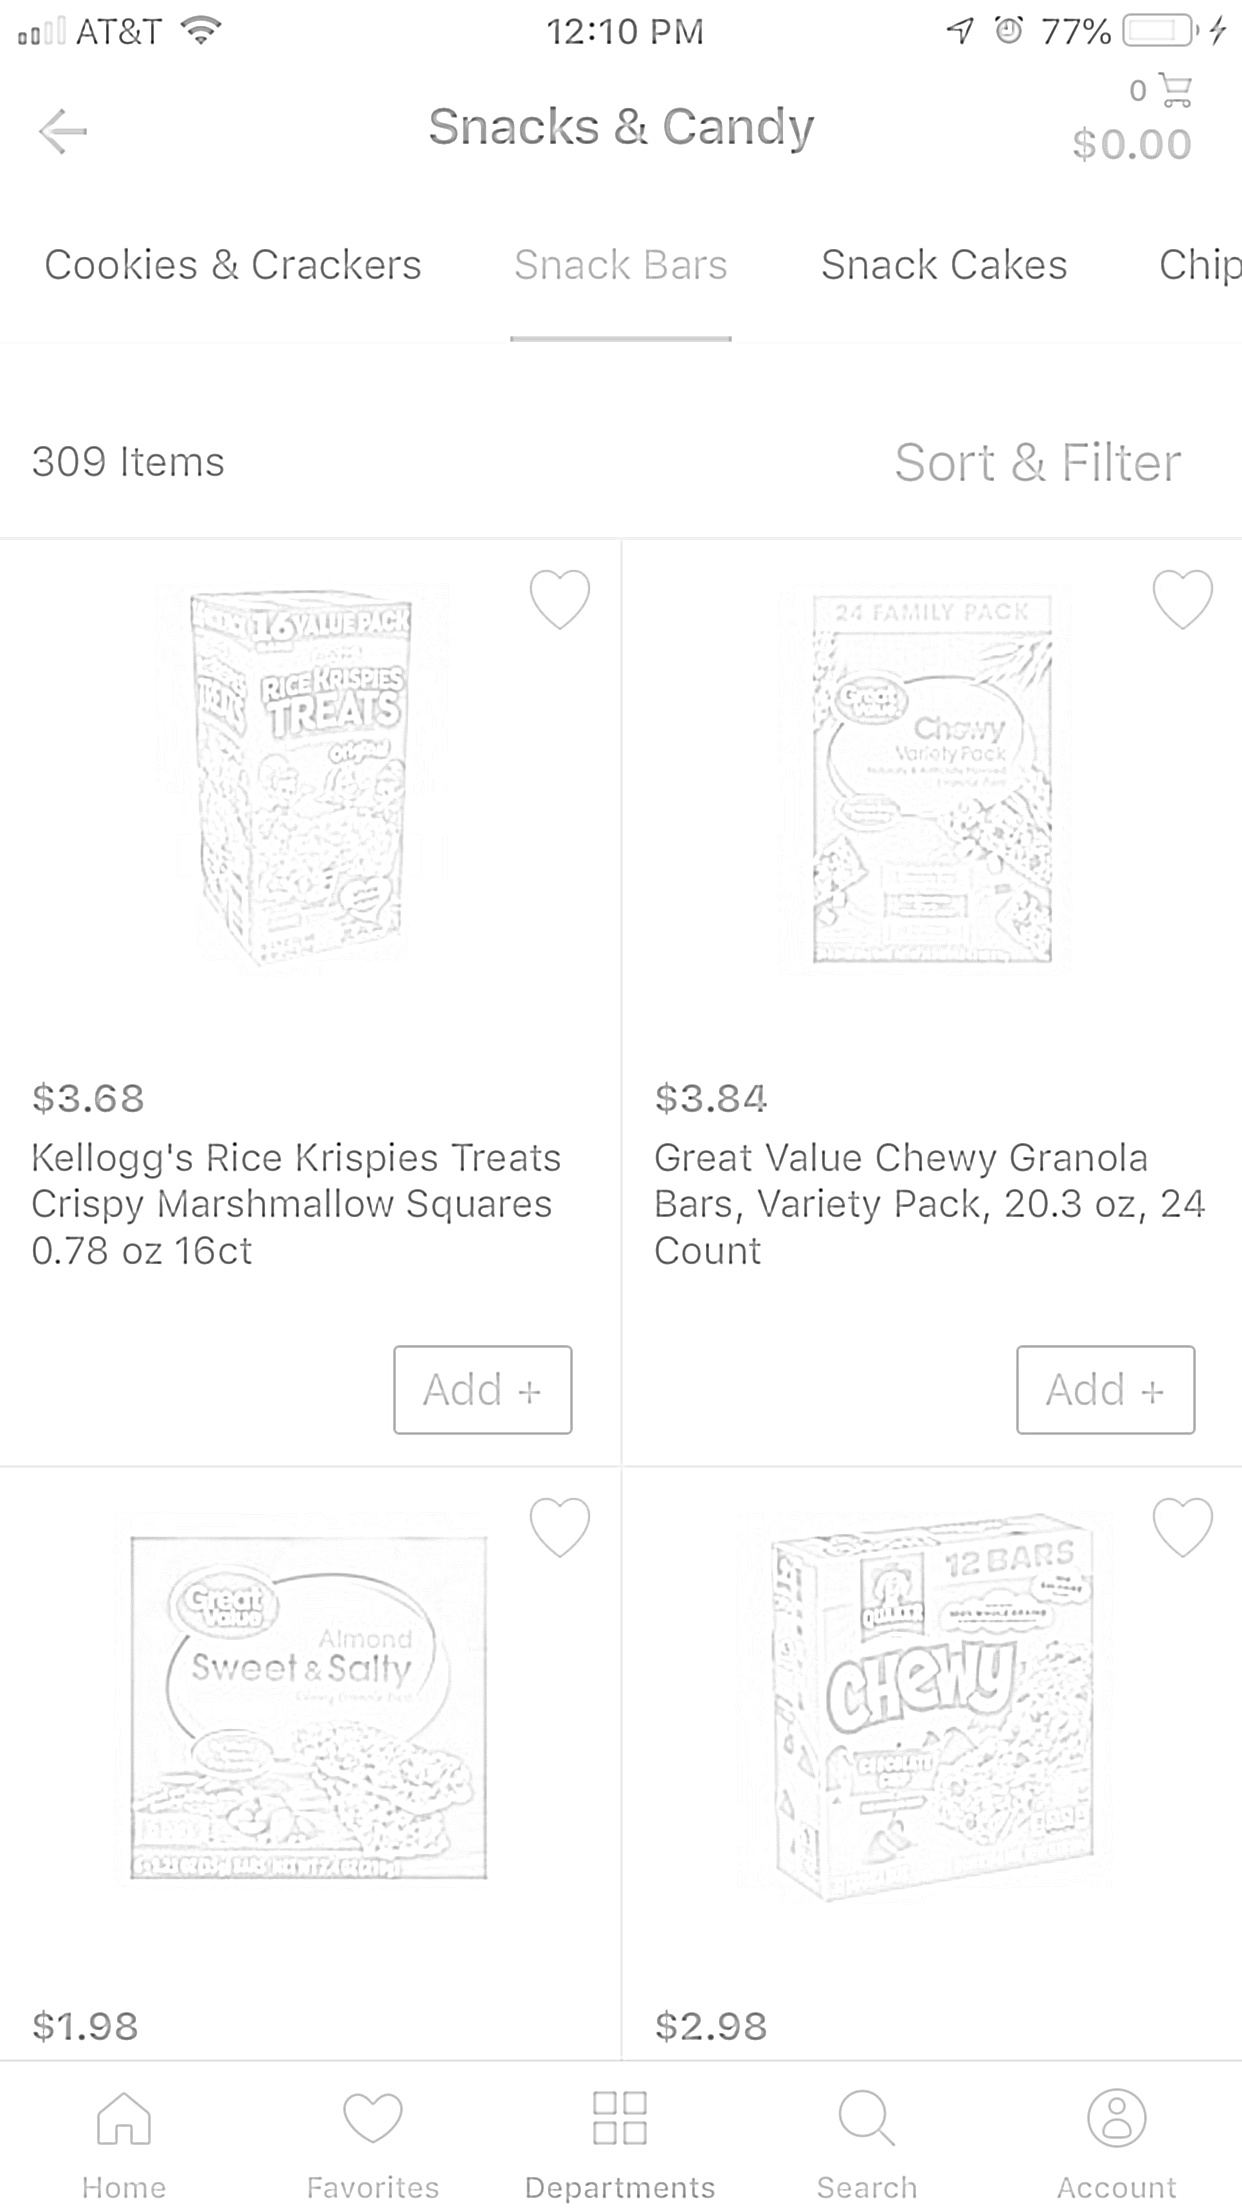 AT&T 12:10 PM 77%
0
Snacks & Candy
$0.00
Cookies & Crackers Snack Bars Snack Cakes Chip
309 Items Sort & Filter
16 VALUE PACK
RICE KRISPIES
TREATS
Original
TREATS
24 FAMILY PACK
Great
Value
Chewy
Variety Pack
$3.68
Kellogg's Rice Krispies Treats
Crispy Marshmallow Squares
0.78 oz 16ct
Add +
$3.84
Great Value Chewy Granola
Bars, Variety Pack, 20.3 oz, 24
Count
Add +
Great
Value
Almond
Sweet & Salty
12 BARS
QUAKER
CHEWY
CHOCOLATE
CHIP
$1.98
$2.98
Home Favorites Departments Search Account